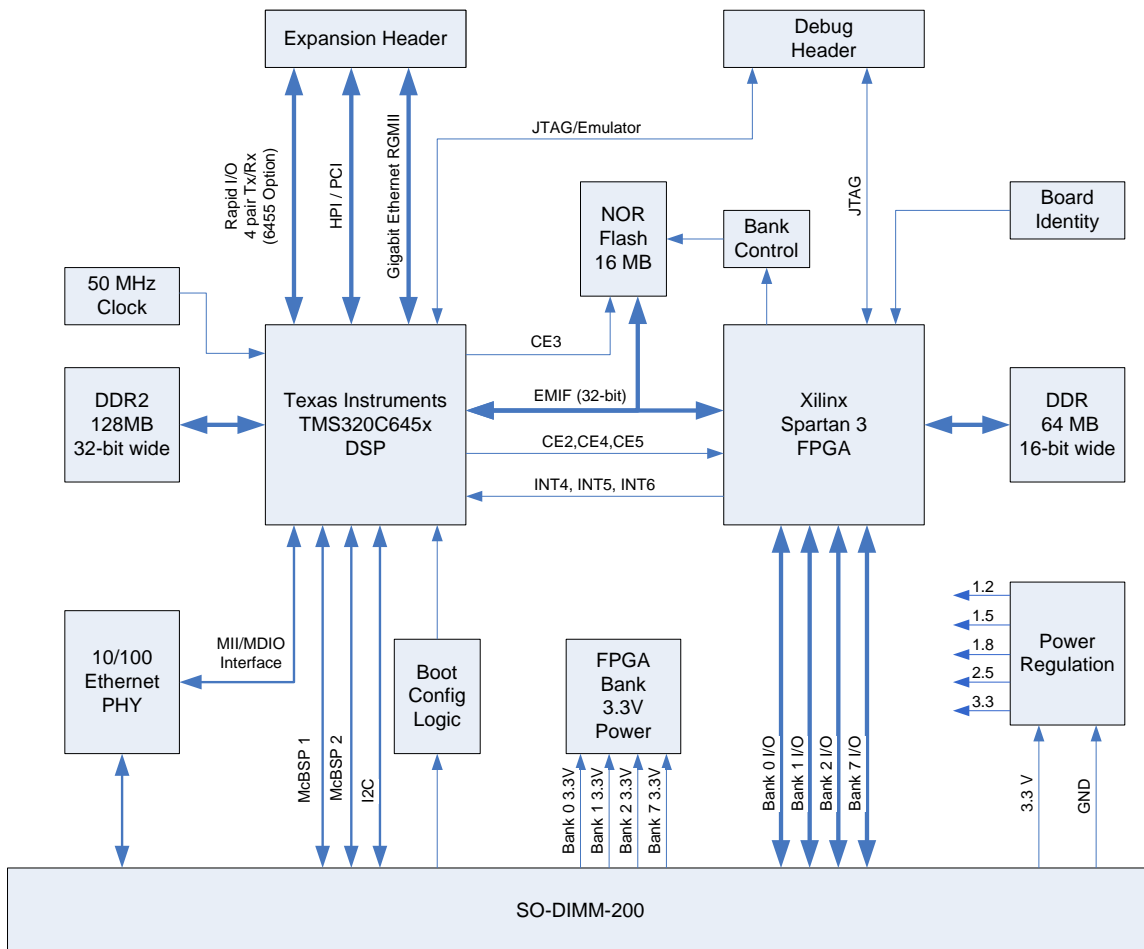 Expansion Header
Debug
Header
JTAG/Emulator
Rapid I/O
4 pair Tx/Rx
(6455 Option)
HPI / PCI
Gigabit Ethernet RGMII
JTAG
NOR
Flash
16 MB
Bank
Control
Board
Identity
50 MHz
Clock
CE3
DDR2
128MB
32-bit wide
Texas Instruments
TMS320C645x
DSP
EMIF (32-bit)
CE2,CE4,CE5
INT4, INT5, INT6
Xilinx
Spartan 3
FPGA
DDR
64 MB
16-bit wide
10/100
Ethernet
PHY
MII/MDIO
Interface
McBSP 1
McBSP 2
I2C
Boot
Config
Logic
FPGA
Bank
3.3V
Power
Bank 0 3.3V
Bank 1 3.3V
Bank 2 3.3V
Bank 7 3.3V
Bank 0 I/O
Bank 1 I/O
Bank 2 I/O
Bank 7 I/O
1.2
1.5
1.8
2.5
3.3
Power
Regulation
3.3 V
GND
SO-DIMM-200